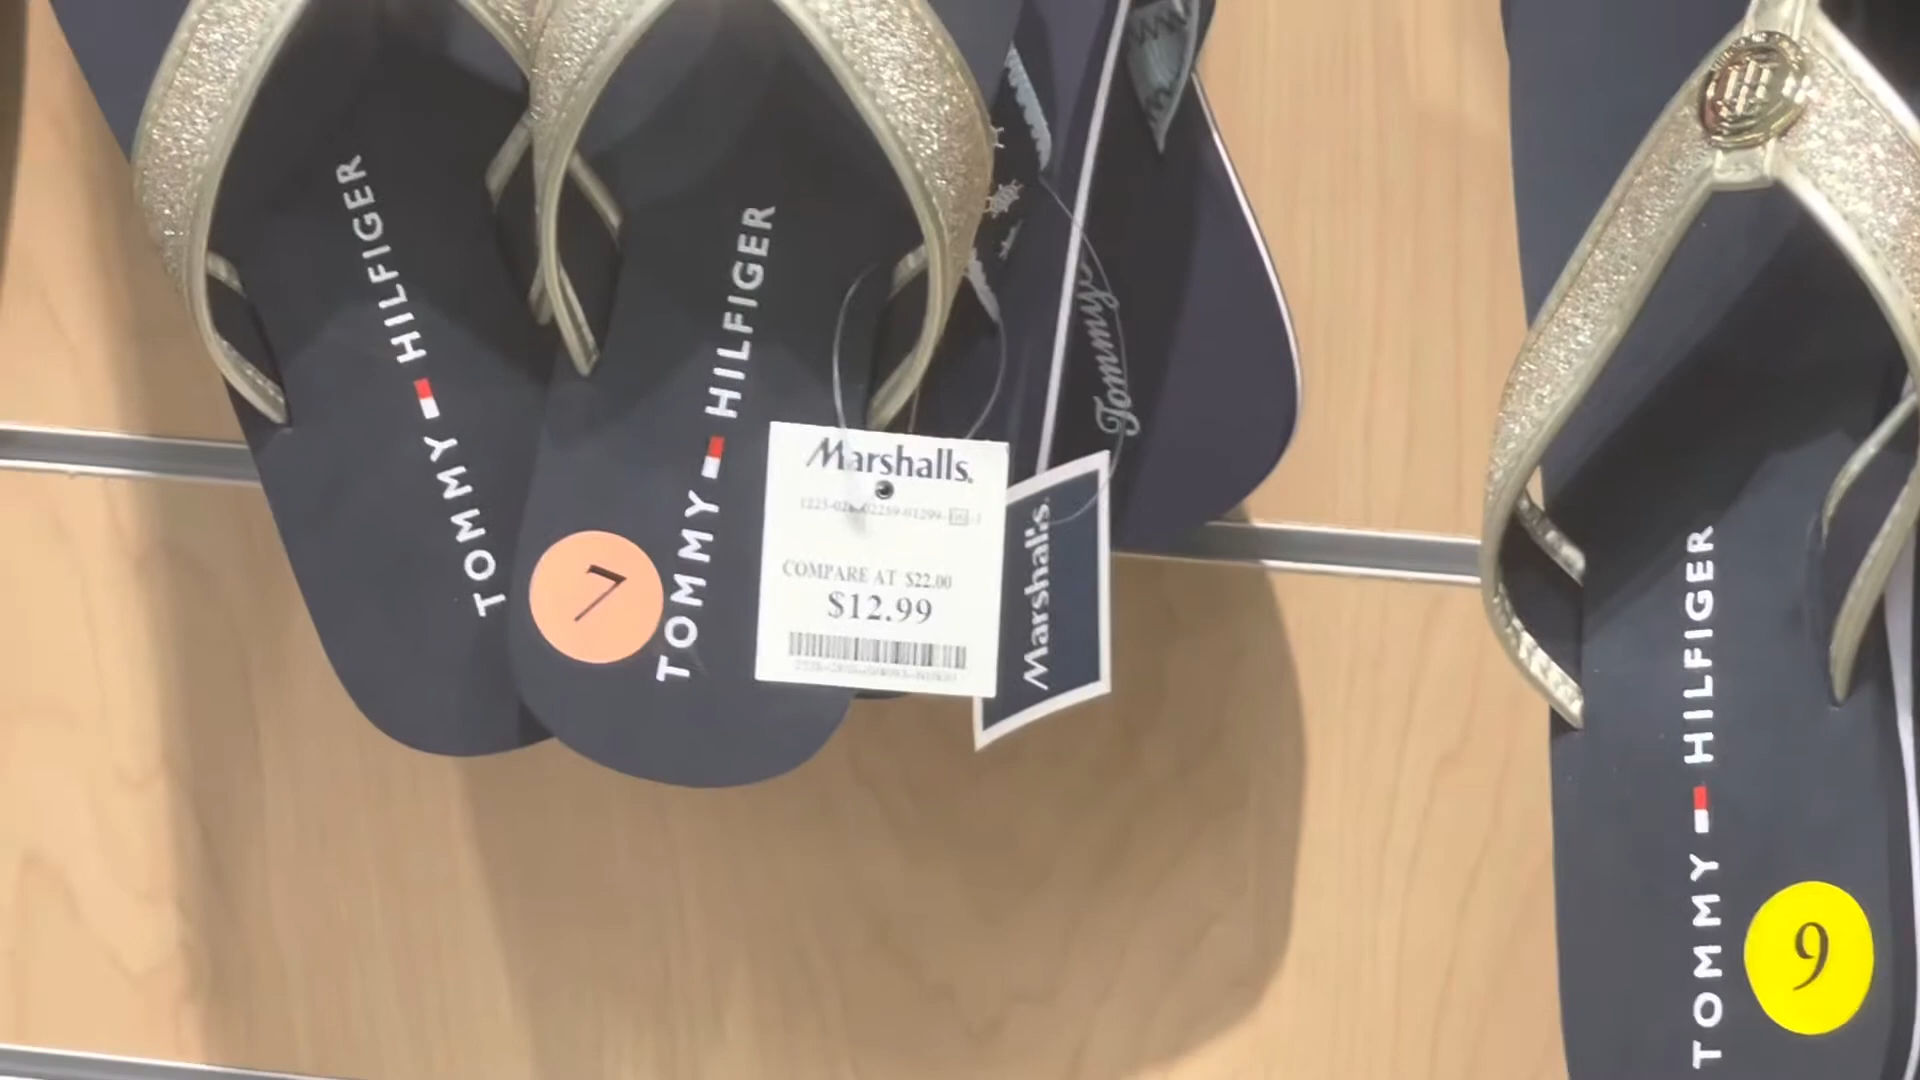 TOMMY HILFIGER
TOMMY HILFIGER
7
Marshalls.
COMPARE AT $22.00
$12.99
Marshalls.
Tommy
TOMMY HILFIGER
9